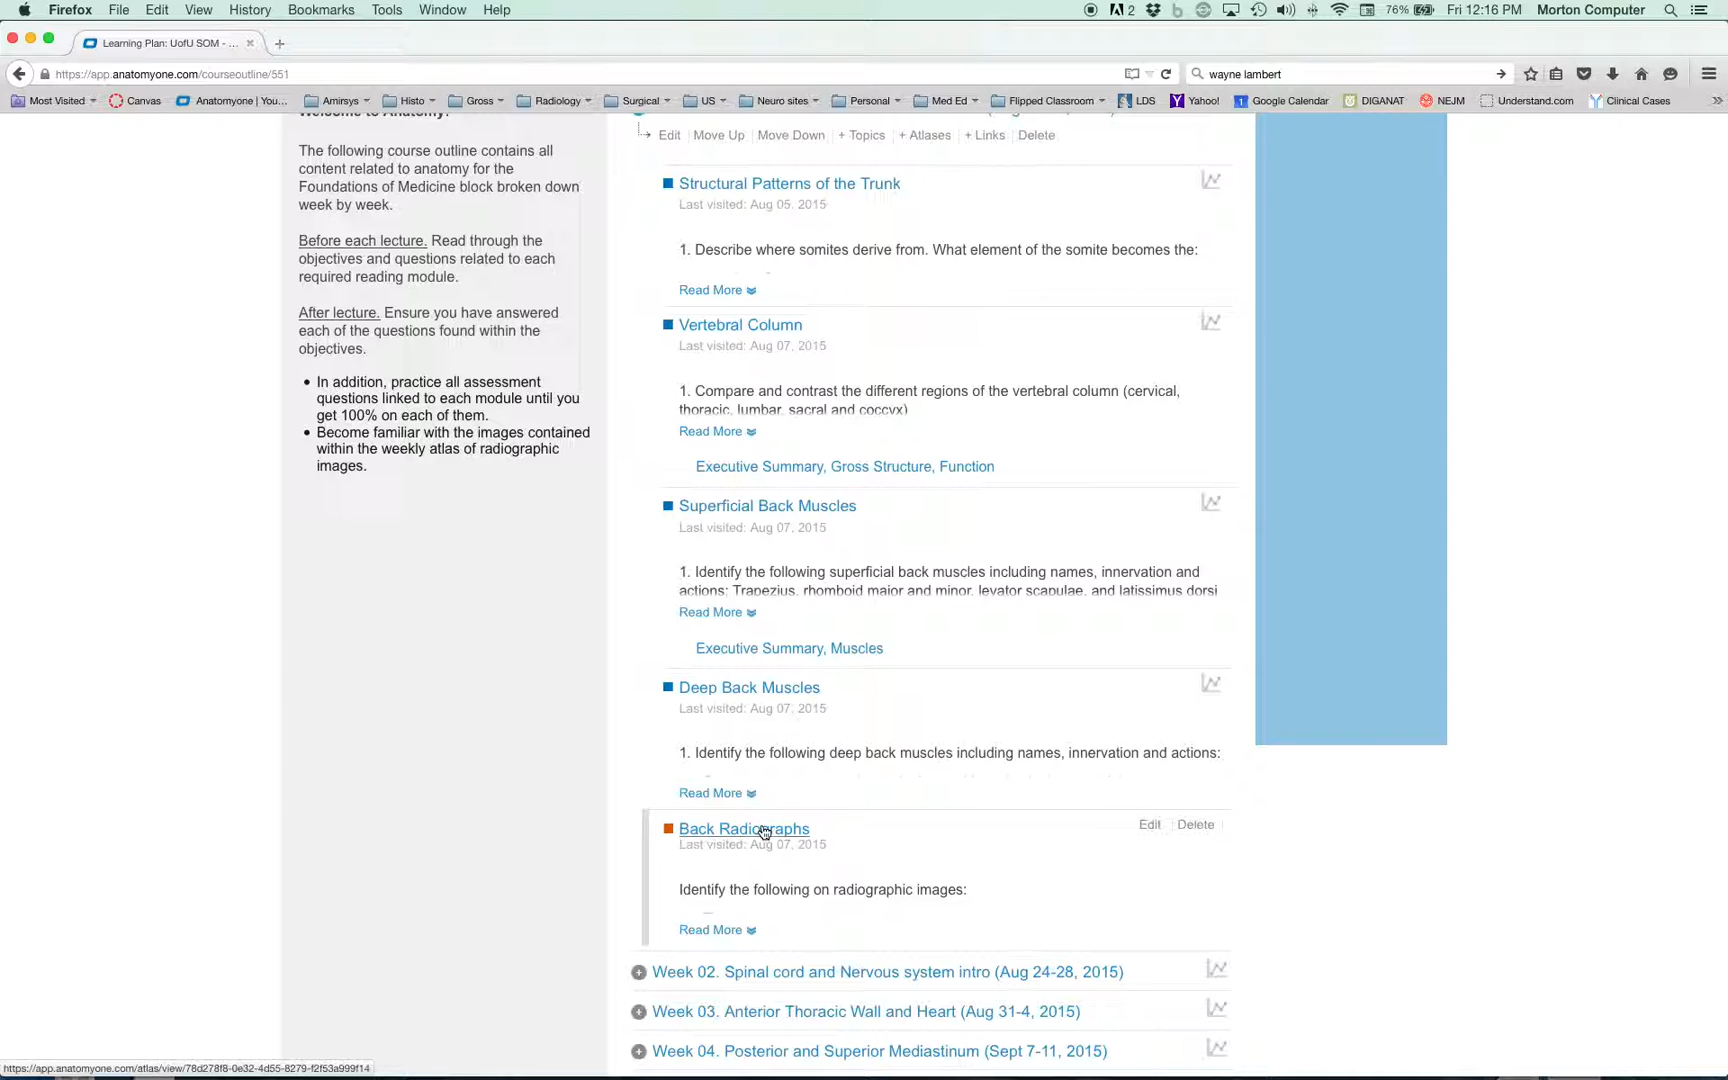 Firefox File Edit View History Bookmarks Tools Window Help 2 76% Fri 12:16 PM Morton Computer
Learning Plan: UofU SOM - ...
https://app.anatomyone.com/courseoutline/551 wayne lambert
Most Visited Canvas Anatomyone | You... Amirsys Histo Gross Radiology Surgical US Neuro sites Personal Med Ed Flipped Classroom LDS Yahoo! Google Calendar DIGANAT NEJM Understand.com Clinical Cases
Welcome to Anatomy!
The following course outline contains all
content related to anatomy for the
Foundations of Medicine block broken down
week by week.
Before each lecture. Read through the
objectives and questions related to each
required reading module.
After lecture. Ensure you have answered
each of the questions found within the
objectives.
In addition, practice all assessment
questions linked to each module until you
get 100% on each of them.
Become familiar with the images contained
within the weekly atlas of radiographic
images.
Edit Move Up Move Down + Topics + Atlases + Links Delete
Structural Patterns of the Trunk
Last visited: Aug 05, 2015
1. Describe where somites derive from. What element of the somite becomes the:
Read More
Vertebral Column
Last visited: Aug 07, 2015
1. Compare and contrast the different regions of the vertebral column (cervical,
thoracic, lumbar, sacral and coccyx)
Read More
Executive Summary, Gross Structure, Function
Superficial Back Muscles
Last visited: Aug 07, 2015
1. Identify the following superficial back muscles including names, innervation and
actions: Trapezius, rhomboid major and minor, levator scapulae, and latissimus dorsi
Read More
Executive Summary, Muscles
Deep Back Muscles
Last visited: Aug 07, 2015
1. Identify the following deep back muscles including names, innervation and actions:
Read More
Back Radiographs Edit Delete
Last visited: Aug 07, 2015
Identify the following on radiographic images:
Read More
Week 02. Spinal cord and Nervous system intro (Aug 24-28, 2015)
Week 03. Anterior Thoracic Wall and Heart (Aug 31-4, 2015)
Week 04. Posterior and Superior Mediastinum (Sept 7-11, 2015)
https://app.anatomyone.com/atlas/view/78d278f8-0e32-4d55-8279-f2f53a999f14